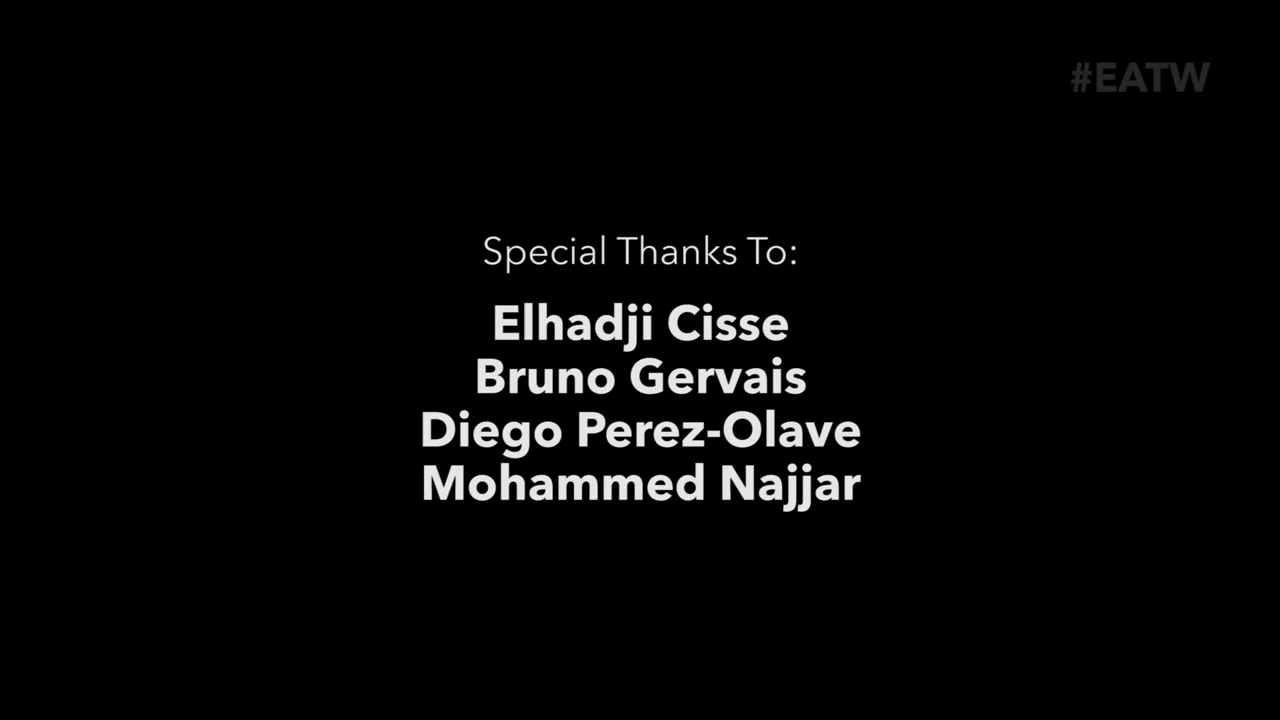 #EATW
Special Thanks To:
Elhadji Cisse
Bruno Gervais
Diego Perez-Olave
Mohammed Najjar